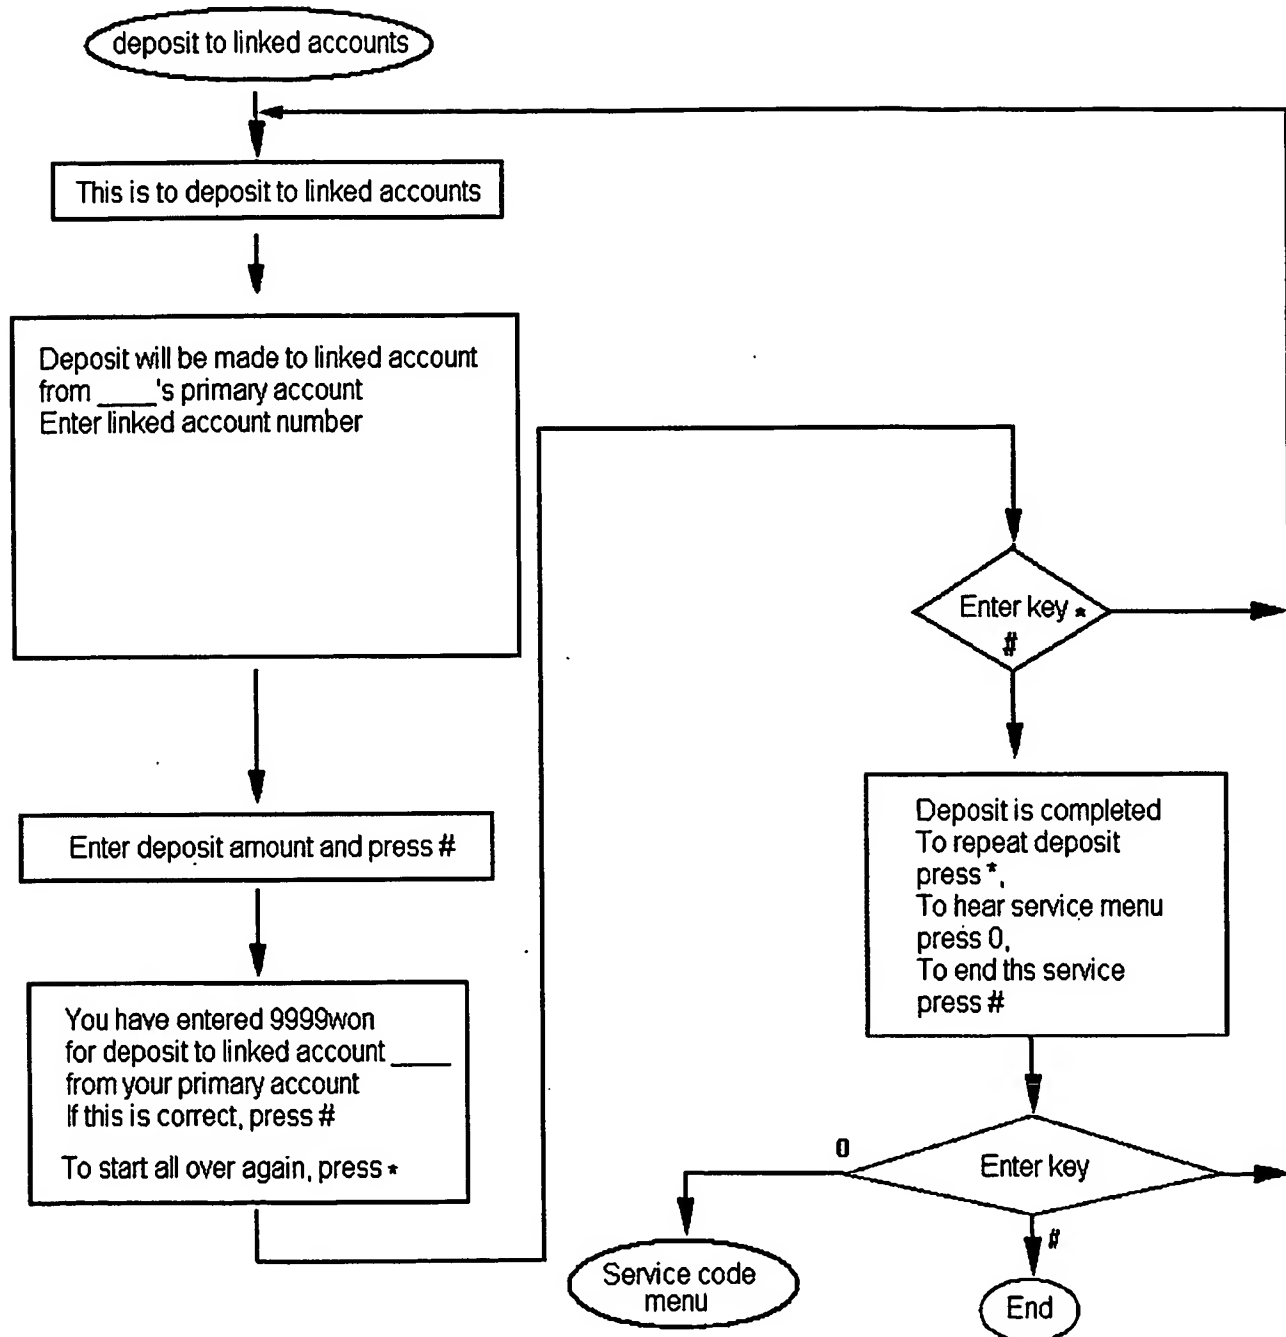 deposit to linked accounts
This is to deposit to linked accounts
Deposit will be made to linked account
from ____'s primary account
Enter linked account number
Enter deposit amount and press #
You have entered 9999won
for deposit to linked account ____
from your primary account
If this is correct, press #
To start all over again, press *
Enter key *
#
Deposit is completed
To repeat deposit
press *,
To hear service menu
press 0,
To end ths service
press #
0
Enter key
#
Service code
menu
End